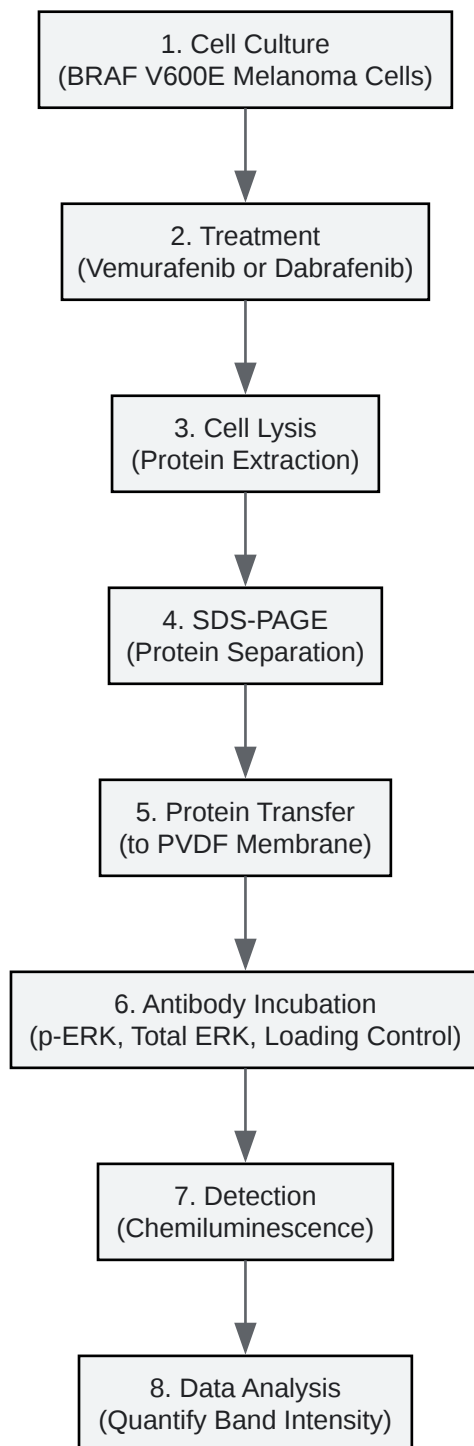 1. Cell Culture
(BRAF V600E Melanoma Cells)
2. Treatment
(Vemurafenib or Dabrafenib)
3. Cell Lysis
(Protein Extraction)
4. SDS-PAGE
(Protein Separation)
5. Protein Transfer
(to PVDF Membrane)
6. Antibody Incubation
(p-ERK, Total ERK, Loading Control)
7. Detection
(Chemiluminescence)
8. Data Analysis
(Quantify Band Intensity)